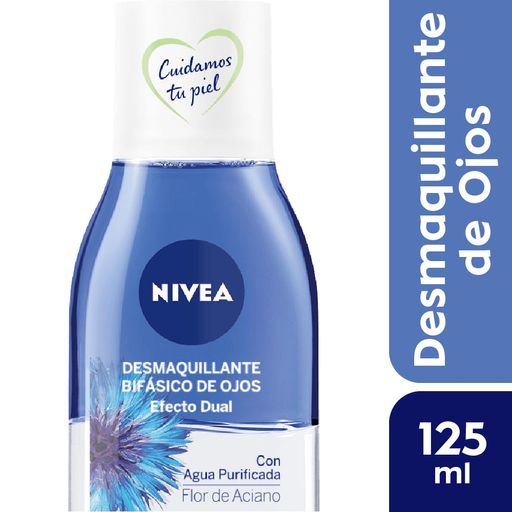 Cuidamos
tu piel
NIVEA
DESMAQUILLANTE
BIFÁSICO DE OJOS
Efecto Dual
Con
Agua Purificada
Flor de Aciano
Desmaquillante
de Ojos
125
ml